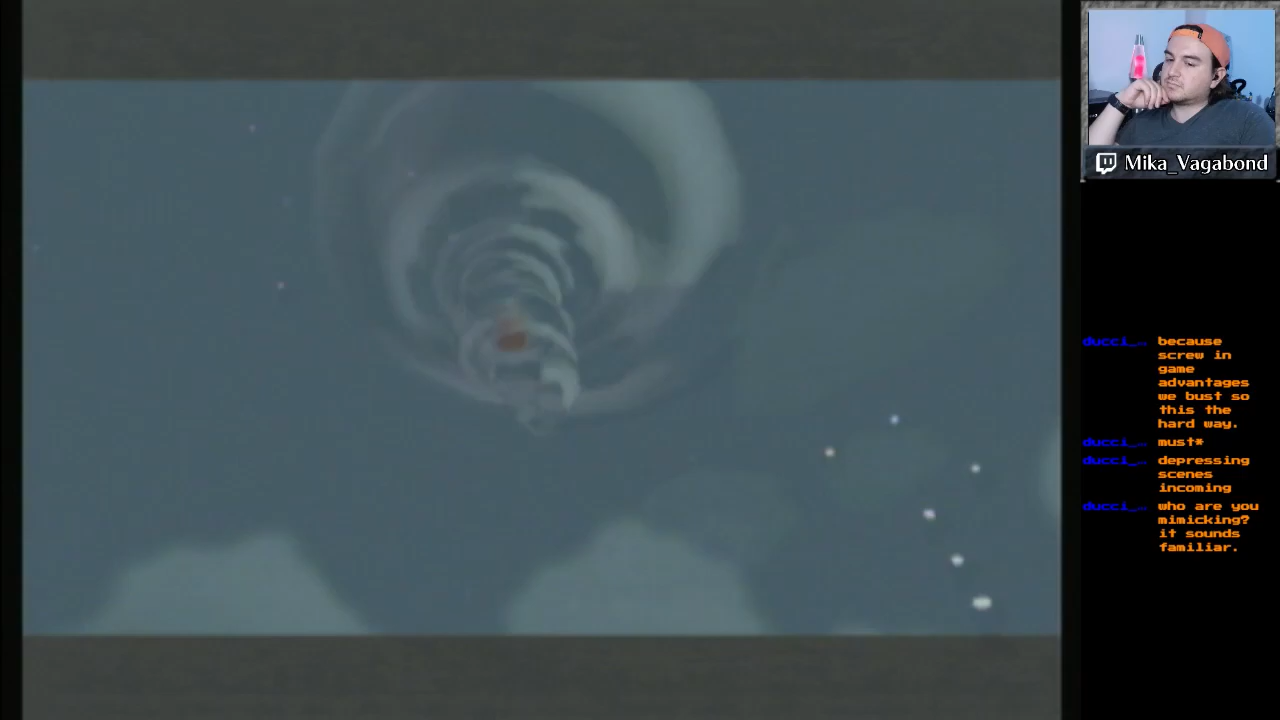 Mika_Vagabond
ducci_… because
screw in
game
advantages
we bust so
this the
hard way.
ducci_… must*
ducci_… depressing
scenes
incoming
ducci_… who are you
mimicking?
it sounds
familiar.